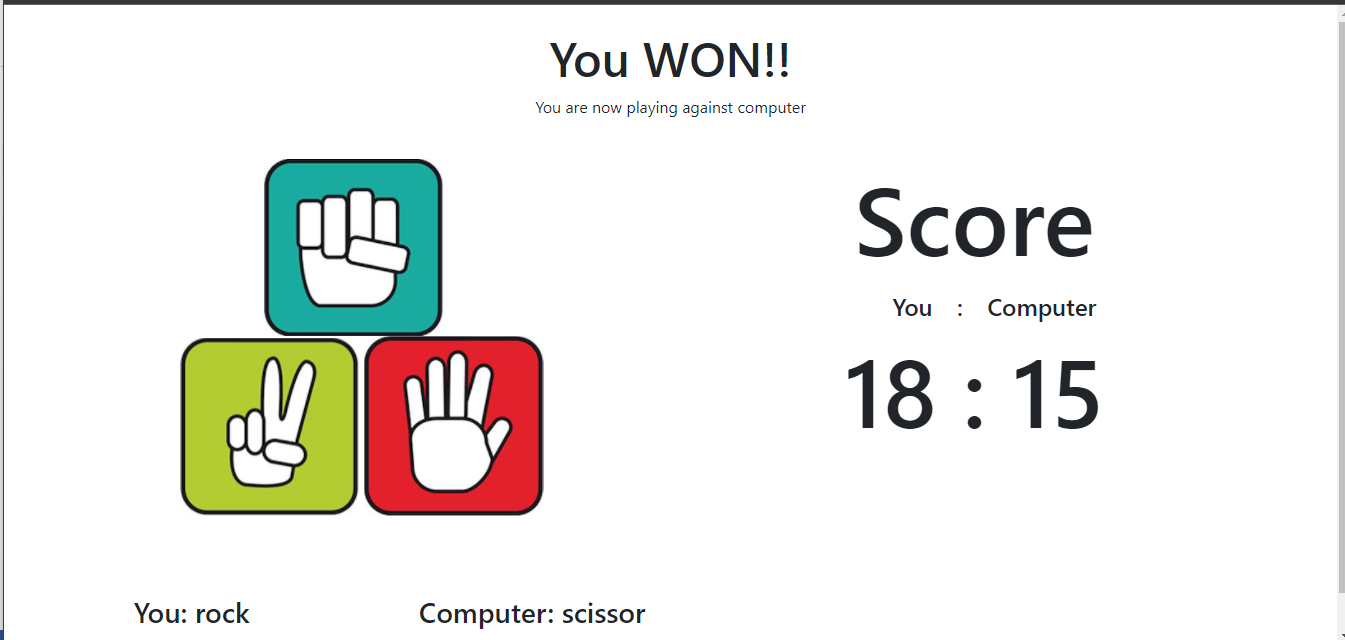 You WON!!
You are now playing against computer
Score
You : Computer
18 : 15
You: rock
Computer: scissor